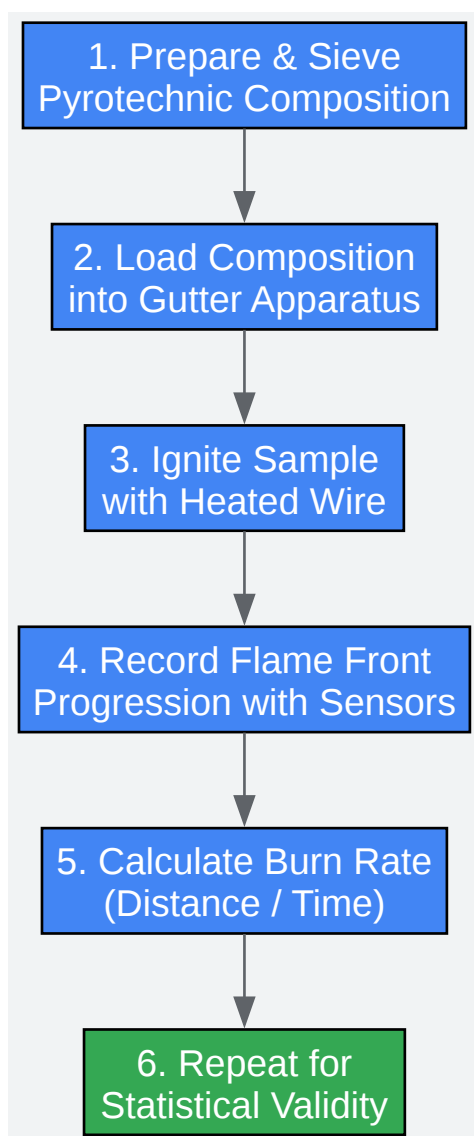 1. Prepare & Sieve
Pyrotechnic Composition
2. Load Composition
into Gutter Apparatus
3. Ignite Sample
with Heated Wire
4. Record Flame Front
Progression with Sensors
5. Calculate Burn Rate
(Distance / Time)
6. Repeat for
Statistical Validity